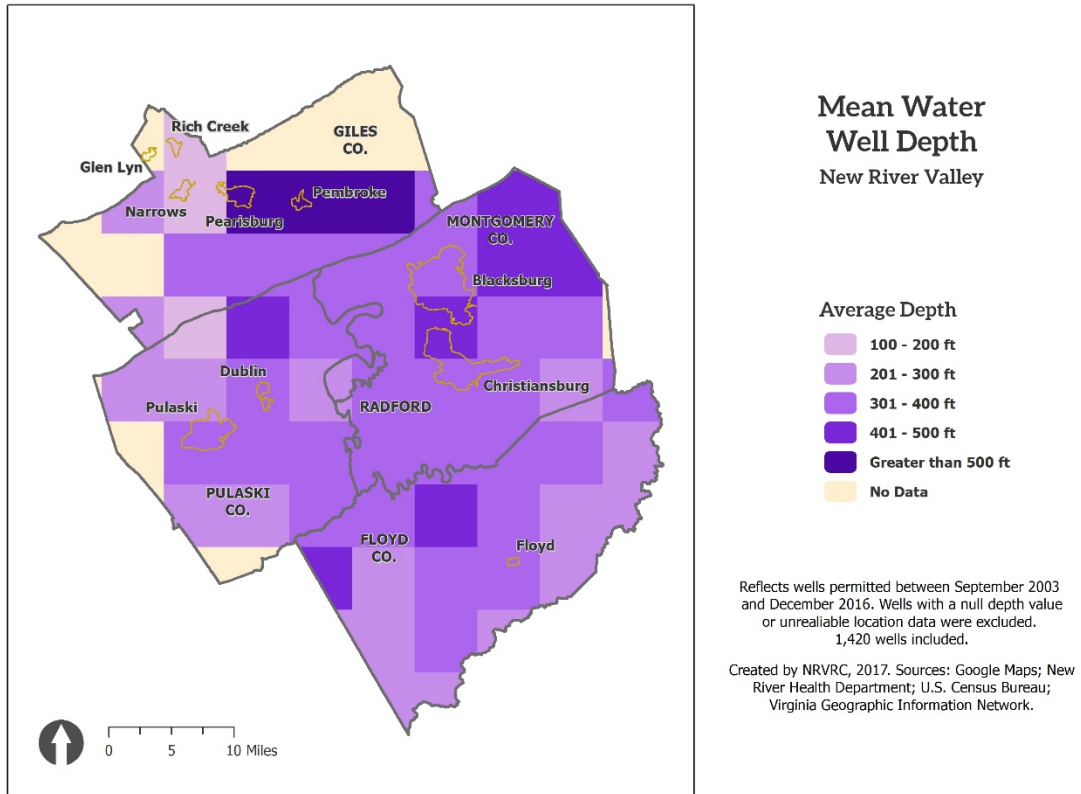 Mean Water
Well Depth
New River Valley
Rich Creek
GILES
CO.
Glen Lyn
Narrows
Pearisburg
Pembroke
MONTGOMERY
CO.
Blacksburg
Dublin
Christiansburg
Pulaski
RADFORD
PULASKI
CO.
FLOYD
CO.
Floyd
0 5 10 Miles
Average Depth
100 - 200 ft
201 - 300 ft
301 - 400 ft
401 - 500 ft
Greater than 500 ft
No Data
Reflects wells permitted between September 2003
and December 2016. Wells with a null depth value
or unrealiable location data were excluded.
1,420 wells included.
Created by NRVRC, 2017. Sources: Google Maps; New
River Health Department; U.S. Census Bureau;
Virginia Geographic Information Network.